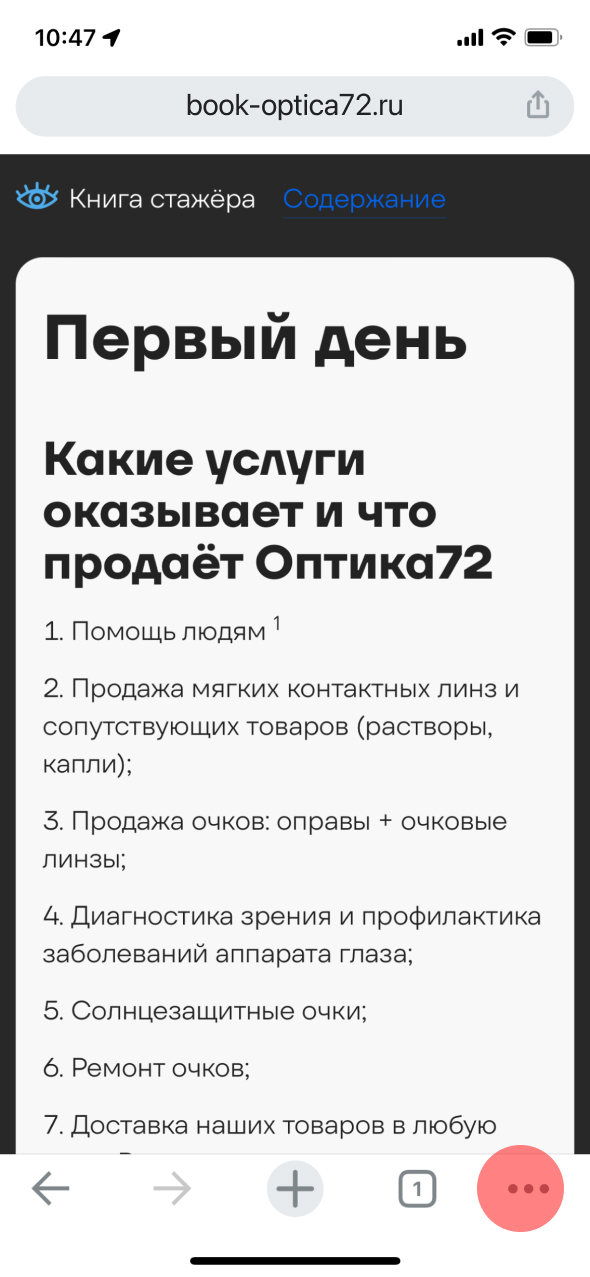 10:47
book-optica72.ru
Книга стажёра Содержание
Первый день
Какие услуги
оказывает и что
продаёт Оптика72
1. Помощь людям 1
2. Продажа мягких контактных линз и
сопутствующих товаров (растворы,
капли);
3. Продажа очков: оправы + очковые
линзы;
4. Диагностика зрения и профилактика
заболеваний аппарата глаза;
5. Солнцезащитные очки;
6. Ремонт очков;
7. Доставка наших товаров в любую
1